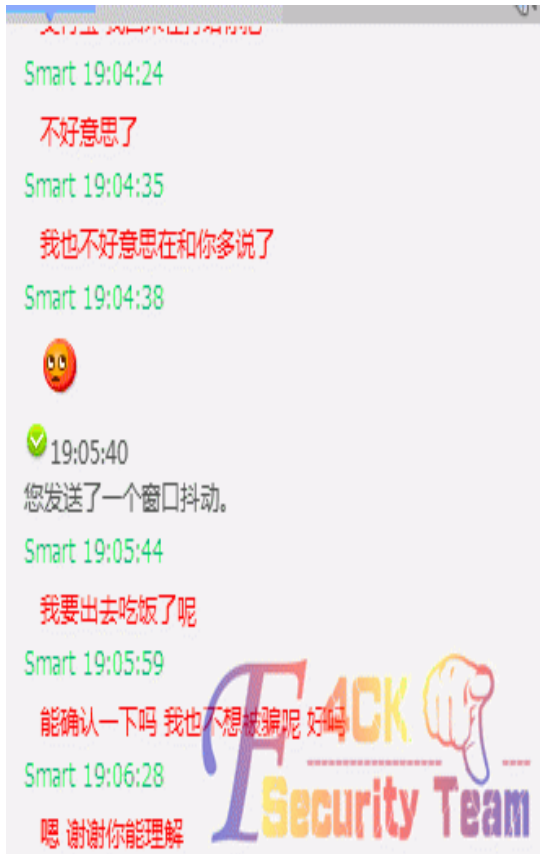 Smart 19:04:24
不好意思了
Smart 19:04:35
我也不好意思在和你多说了
Smart 19:04:38
19:05:40
您发送了一个窗口抖动。
Smart 19:05:44
我要出去吃饭了呢
Smart 19:05:59
能确认一下吗 我也不想被骗呢 好吗
Smart 19:06:28
嗯 谢谢你能理解
F4CK
Security Team